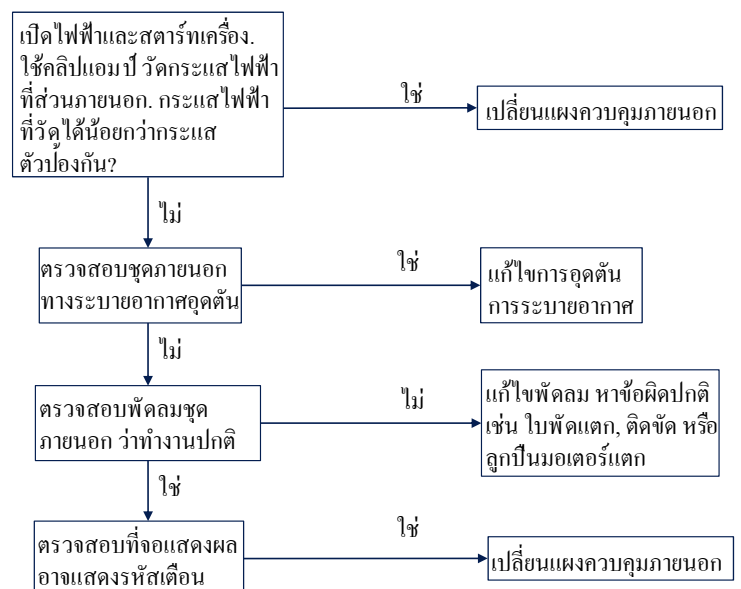 เปิดไฟฟ้าและสตาร์ทเครื่อง.
ใช้คลิปแอมป์ วัดกระแสไฟฟ้า
ที่ส่วนภายนอก. กระแสไฟฟ้า
ที่วัดได้น้อยกว่ากระแส
ตัวป้องกัน?
ใช่
เปลี่ยนแผงควบคุมภายนอก
ไม่
ตรวจสอบชุดภายนอก
ทางระบายอากาศอุดตัน
ใช่
แก้ไขการอุดตัน
การระบายอากาศ
ไม่
ตรวจสอบพัดลมชุด
ภายนอก ว่าทำงานปกติ
ไม่
แก้ไขพัดลม หาข้อผิดปกติ
เช่น ใบพัดแตก, ติดขัด หรือ
ลูกปืนมอเตอร์แตก
ใช่
ตรวจสอบที่จอแสดงผล
อาจแสดงรหัสเตือน
ใช่
เปลี่ยนแผงควบคุมภายนอก